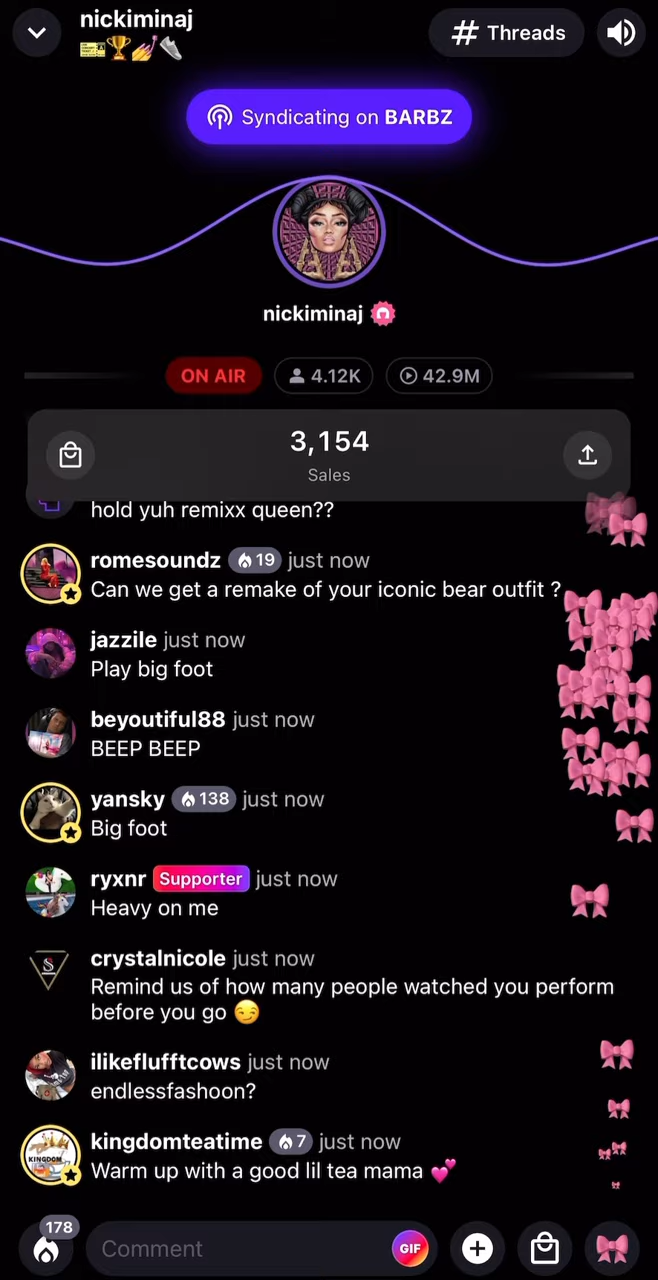 nickiminaj
🎫🏆💅👟
# Threads
Syndicating on BARBZ
nickiminaj
ON AIR
4.12K
42.9M
3,154
Sales
hold yuh remixx queen??
romesoundz 19 just now
Can we get a remake of your iconic bear outfit ?
jazzile just now
Play big foot
beyoutiful88 just now
BEEP BEEP
yansky 138 just now
Big foot
ryxnr Supporter just now
Heavy on me
crystalnicole just now
Remind us of how many people watched you perform
before you go 😏
ilikeflufftcows just now
endlessfashoon?
KINGDOM
kingdomteatime 7 just now
Warm up with a good lil tea mama 💕
178
Comment
GIF